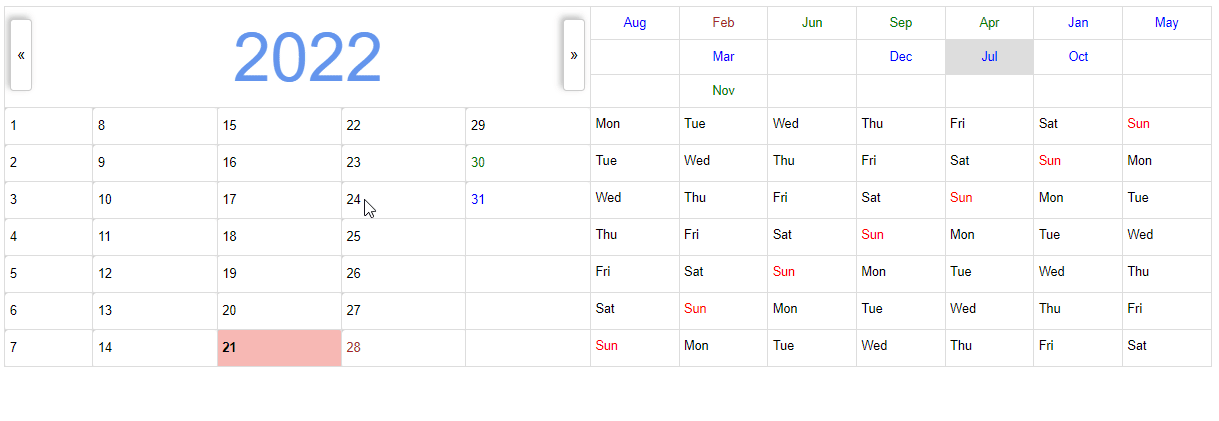 « 2022 » Aug Feb Jun Sep Apr Jan May
Mar Dec Jul Oct
Nov
1 8 15 22 29 Mon Tue Wed Thu Fri Sat Sun
2 9 16 23 30 Tue Wed Thu Fri Sat Sun Mon
3 10 17 24 31 Wed Thu Fri Sat Sun Mon Tue
4 11 18 25 Thu Fri Sat Sun Mon Tue Wed
5 12 19 26 Fri Sat Sun Mon Tue Wed Thu
6 13 20 27 Sat Sun Mon Tue Wed Thu Fri
7 14 21 28 Sun Mon Tue Wed Thu Fri Sat